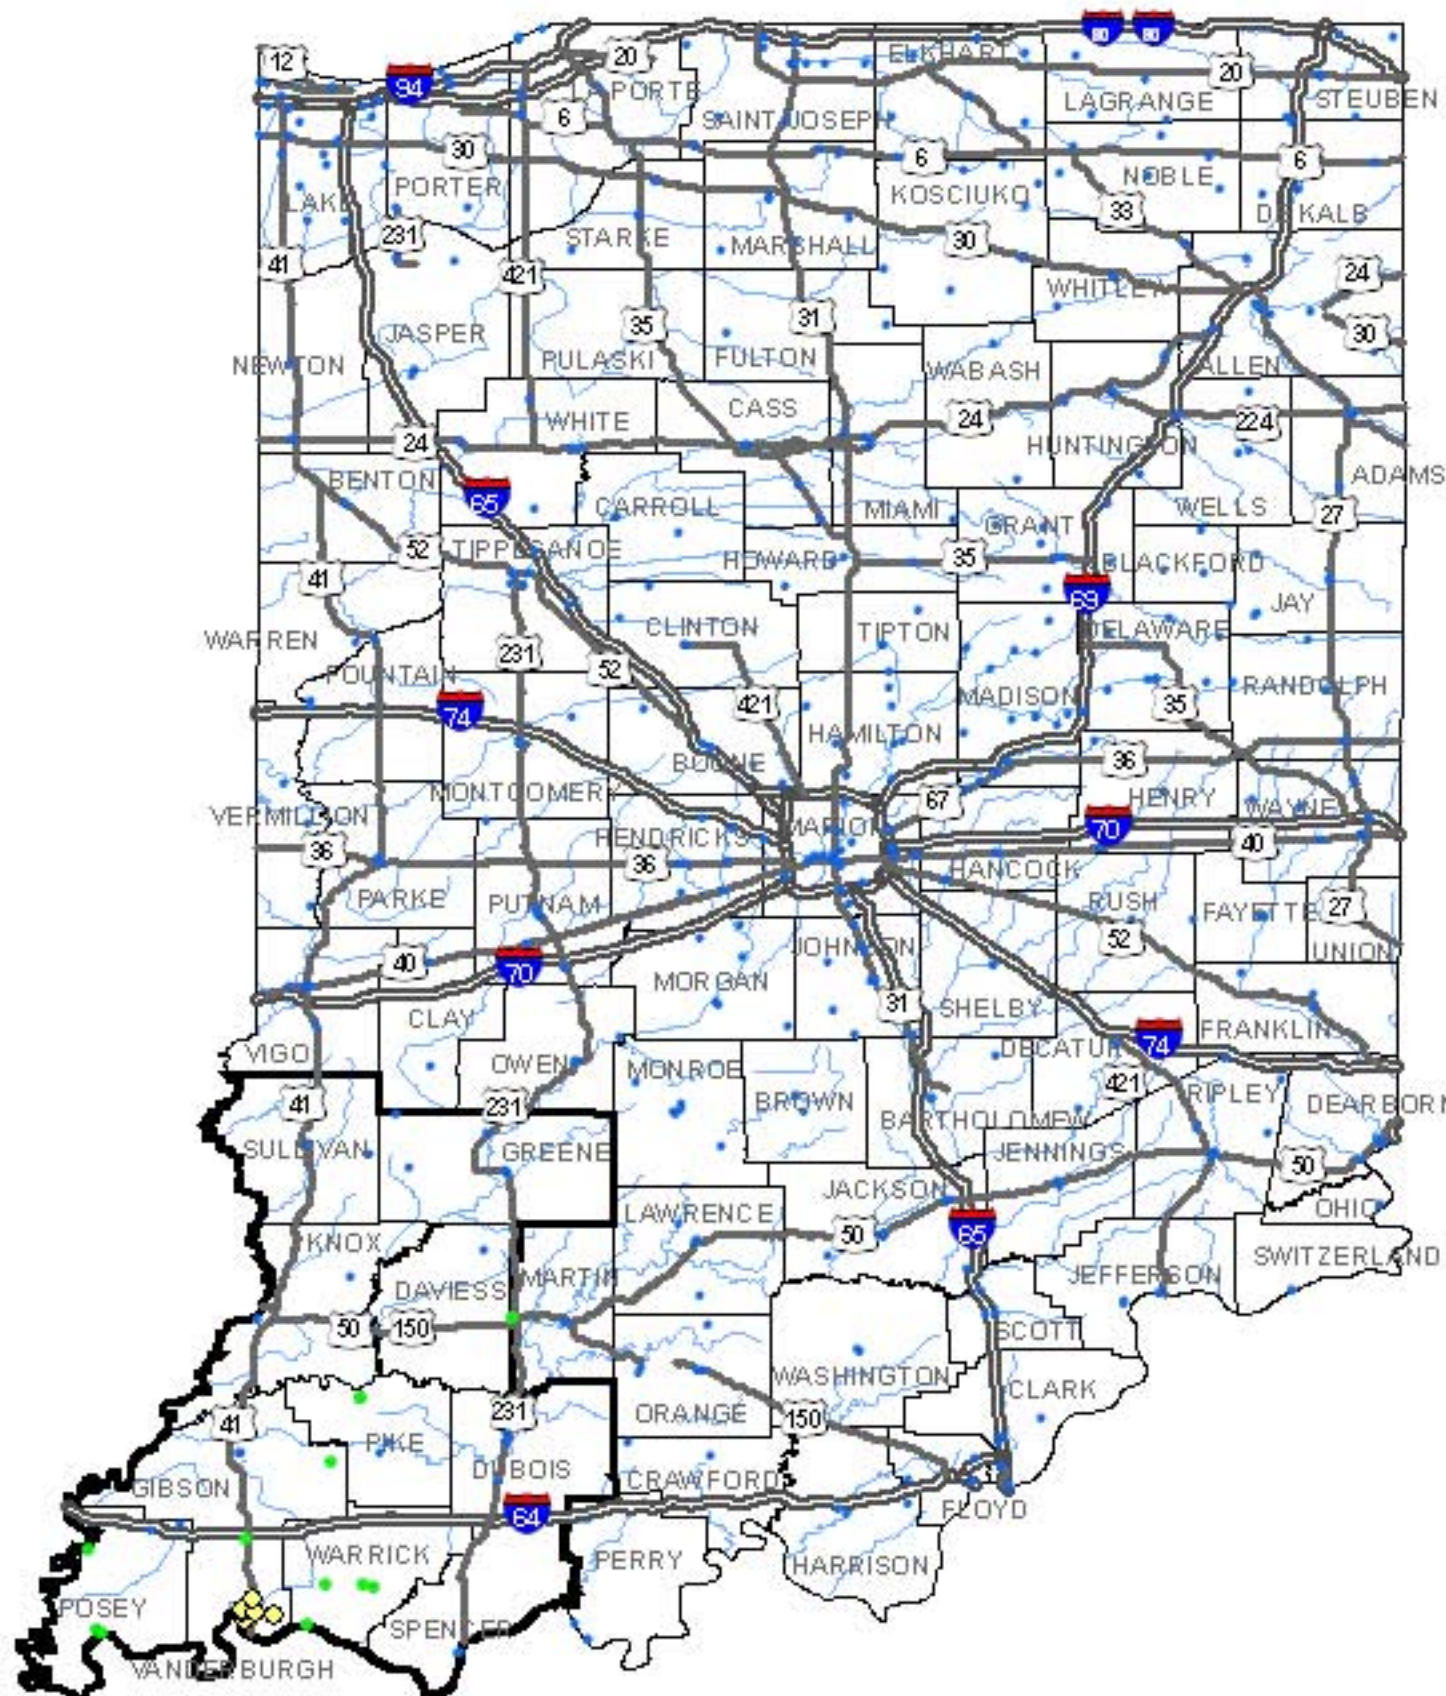 80 80
12
94
20
ELKHART
20
LAGRANGE
STEUBEN
LA PORTE
6
SAINT JOSEPH
30
6
6
PORTER
LAKE
KOSCIUKO
NOBLE
33
DE KALB
231
STARKE
MARSHALL
30
41
421
24
WHITLEY
35
31
30
JASPER
NEWTON
PULASKI
FULTON
WABASH
ALLEN
CASS
WHITE
24
224
24
HUNTINGTON
BENTON
ADAMS
65
CARROLL
MIAMI
GRANT
WELLS
27
52
TIPPECANOE
HOWARD
35
BLACKFORD
41
69
JAY
WARREN
CLINTON
TIPTON
DELAWARE
231
52
FOUNTAIN
MADISON
RANDOLPH
74
421
35
HAMILTON
BOONE
36
MONTGOMERY
67
HENRY
WAYNE
VERMILLION
HENDRICKS
MARION
70
36
36
40
HANCOCK
PARKE
PUTNAM
RUSH
FAYETTE
27
52
UNION
40
70
JOHNSON
MORGAN
31
SHELBY
CLAY
FRANKLIN
VIGO
OWEN
MONROE
DECATUR
74
421
RIPLEY
41
231
BROWN
DEARBORN
BARTHOLOMEW
SULLIVAN
GREENE
JENNINGS
50
JACKSON
LAWRENCE
OHIO
50
65
KNOX
SWITZERLAND
MARTIN
JEFFERSON
DAVIESS
50
150
SCOTT
WASHINGTON
CLARK
231
ORANGE
150
41
PIKE
DUBOIS
CRAWFORD
GIBSON
64
FLOYD
WARRICK
PERRY
HARRISON
POSEY
SPENCER
VANDERBURGH